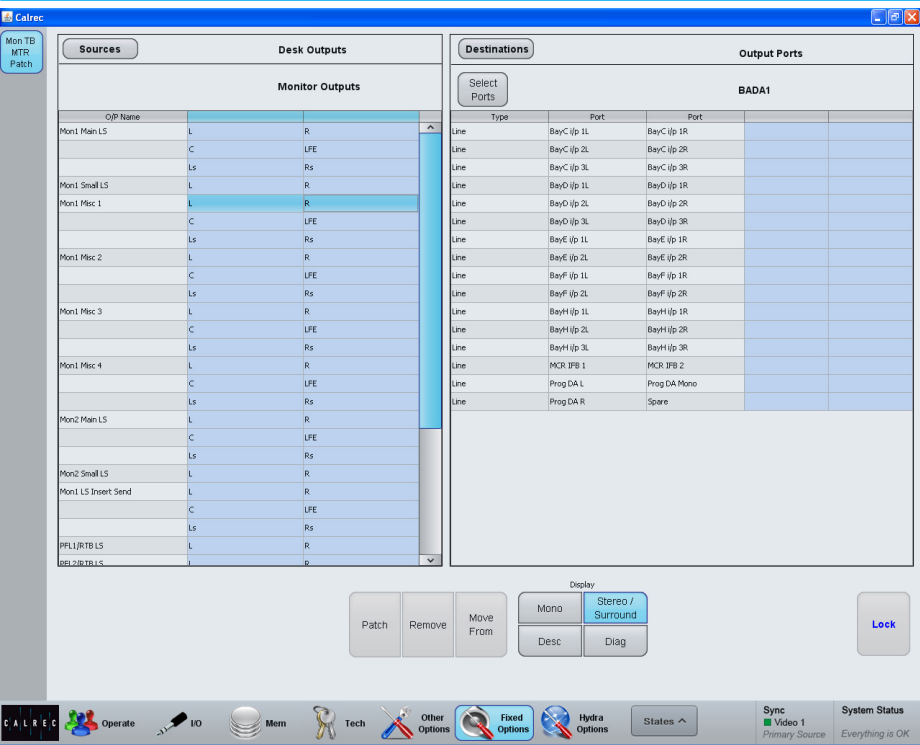 Calrec
Mon TB
MTR
Patch
Sources
Desk Outputs
Monitor Outputs
O/P Name
Mon1 Main LS L R
C LFE
Ls Rs
Mon1 Small LS L R
Mon1 Misc 1 L R
C LFE
Ls Rs
Mon1 Misc 2 L R
C LFE
Ls Rs
Mon1 Misc 3 L R
C LFE
Ls Rs
Mon1 Misc 4 L R
C LFE
Ls Rs
Mon2 Main LS L R
C LFE
Ls Rs
Mon2 Small LS L R
Mon1 LS Insert Send L R
C LFE
Ls Rs
PFL1/RTB LS L R
PFL2/RTB LS L R
Destinations
Output Ports
Select
Ports
BADA1
Type Port Port
Line BayC i/p 1L BayC i/p 1R
Line BayC i/p 2L BayC i/p 2R
Line BayC i/p 3L BayC i/p 3R
Line BayD i/p 1L BayD i/p 1R
Line BayD i/p 2L BayD i/p 2R
Line BayD i/p 3L BayD i/p 3R
Line BayE i/p 1L BayE i/p 1R
Line BayE i/p 2L BayE i/p 2R
Line BayF i/p 1L BayF i/p 1R
Line BayF i/p 2L BayF i/p 2R
Line BayH i/p 1L BayH i/p 1R
Line BayH i/p 2L BayH i/p 2R
Line BayH i/p 3L BayH i/p 3R
Line MCR IFB 1 MCR IFB 2
Line Prog DA L Prog DA Mono
Line Prog DA R Spare
Patch
Remove
Move
From
Display
Mono
Stereo /
Surround
Desc
Diag
Lock
CALREC
Operate
I/O
Mem
Tech
Other
Options
Fixed
Options
Hydra
Options
States
Sync
Video 1
Primary Source
System Status
Everything is OK